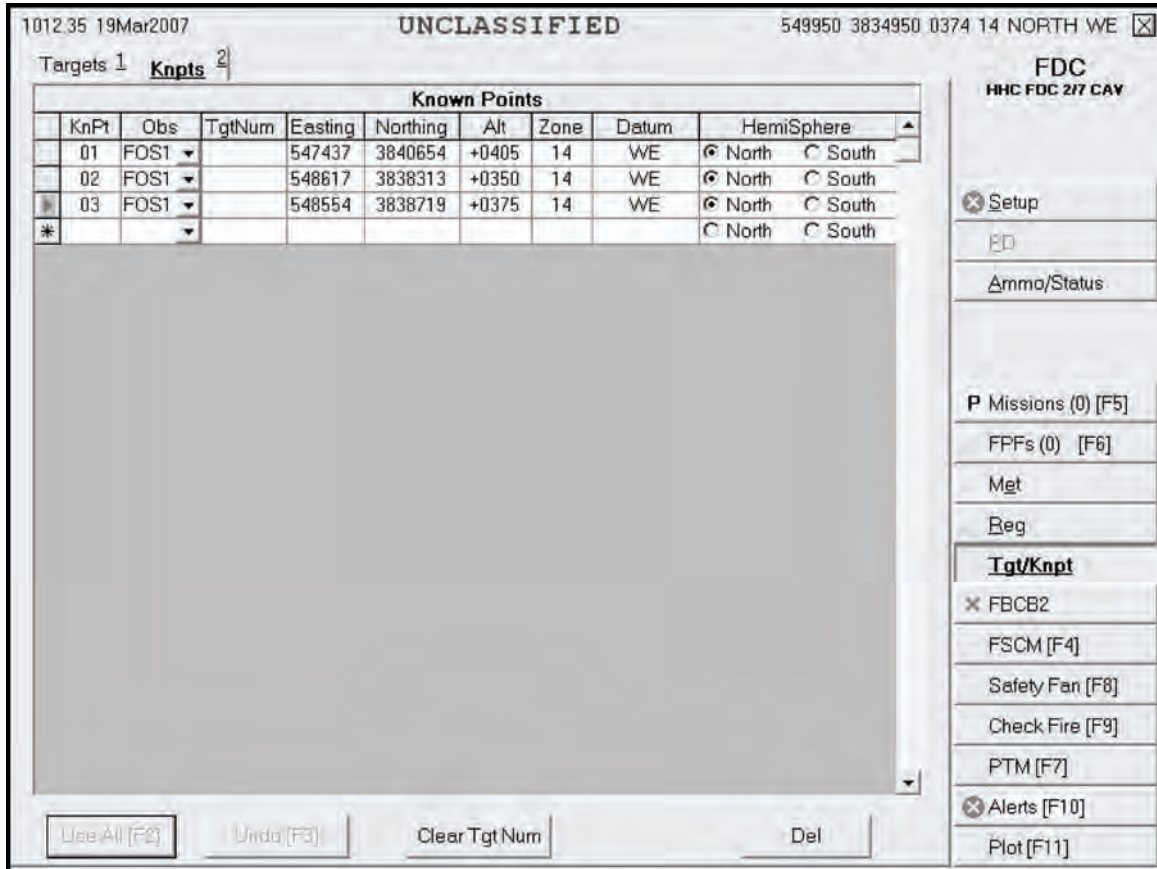 1012.35 19Mar2007 UNCLASSIFIED 549950 3834950 0374 14 NORTH WE
Targets 1 Knpts 2
FDC
HHC FDC 2/7 CAV
Known Points
KnPt Obs TgtNum Easting Northing Alt Zone Datum HemiSphere
01 FOS1 547437 3840654 +0405 14 WE North South
02 FOS1 548617 3838313 +0350 14 WE North South
03 FOS1 548554 3838719 +0375 14 WE North South
* North South
Setup
FD
Ammo/Status
P Missions (0) [F5]
FPFs (0) [F6]
Met
Reg
Tgt/Knpt
FBCB2
FSCM [F4]
Safety Fan [F8]
Check Fire [F9]
PTM [F7]
Alerts [F10]
Plot [F11]
Use All [F2] Undo [F3] Clear Tgt Num Del